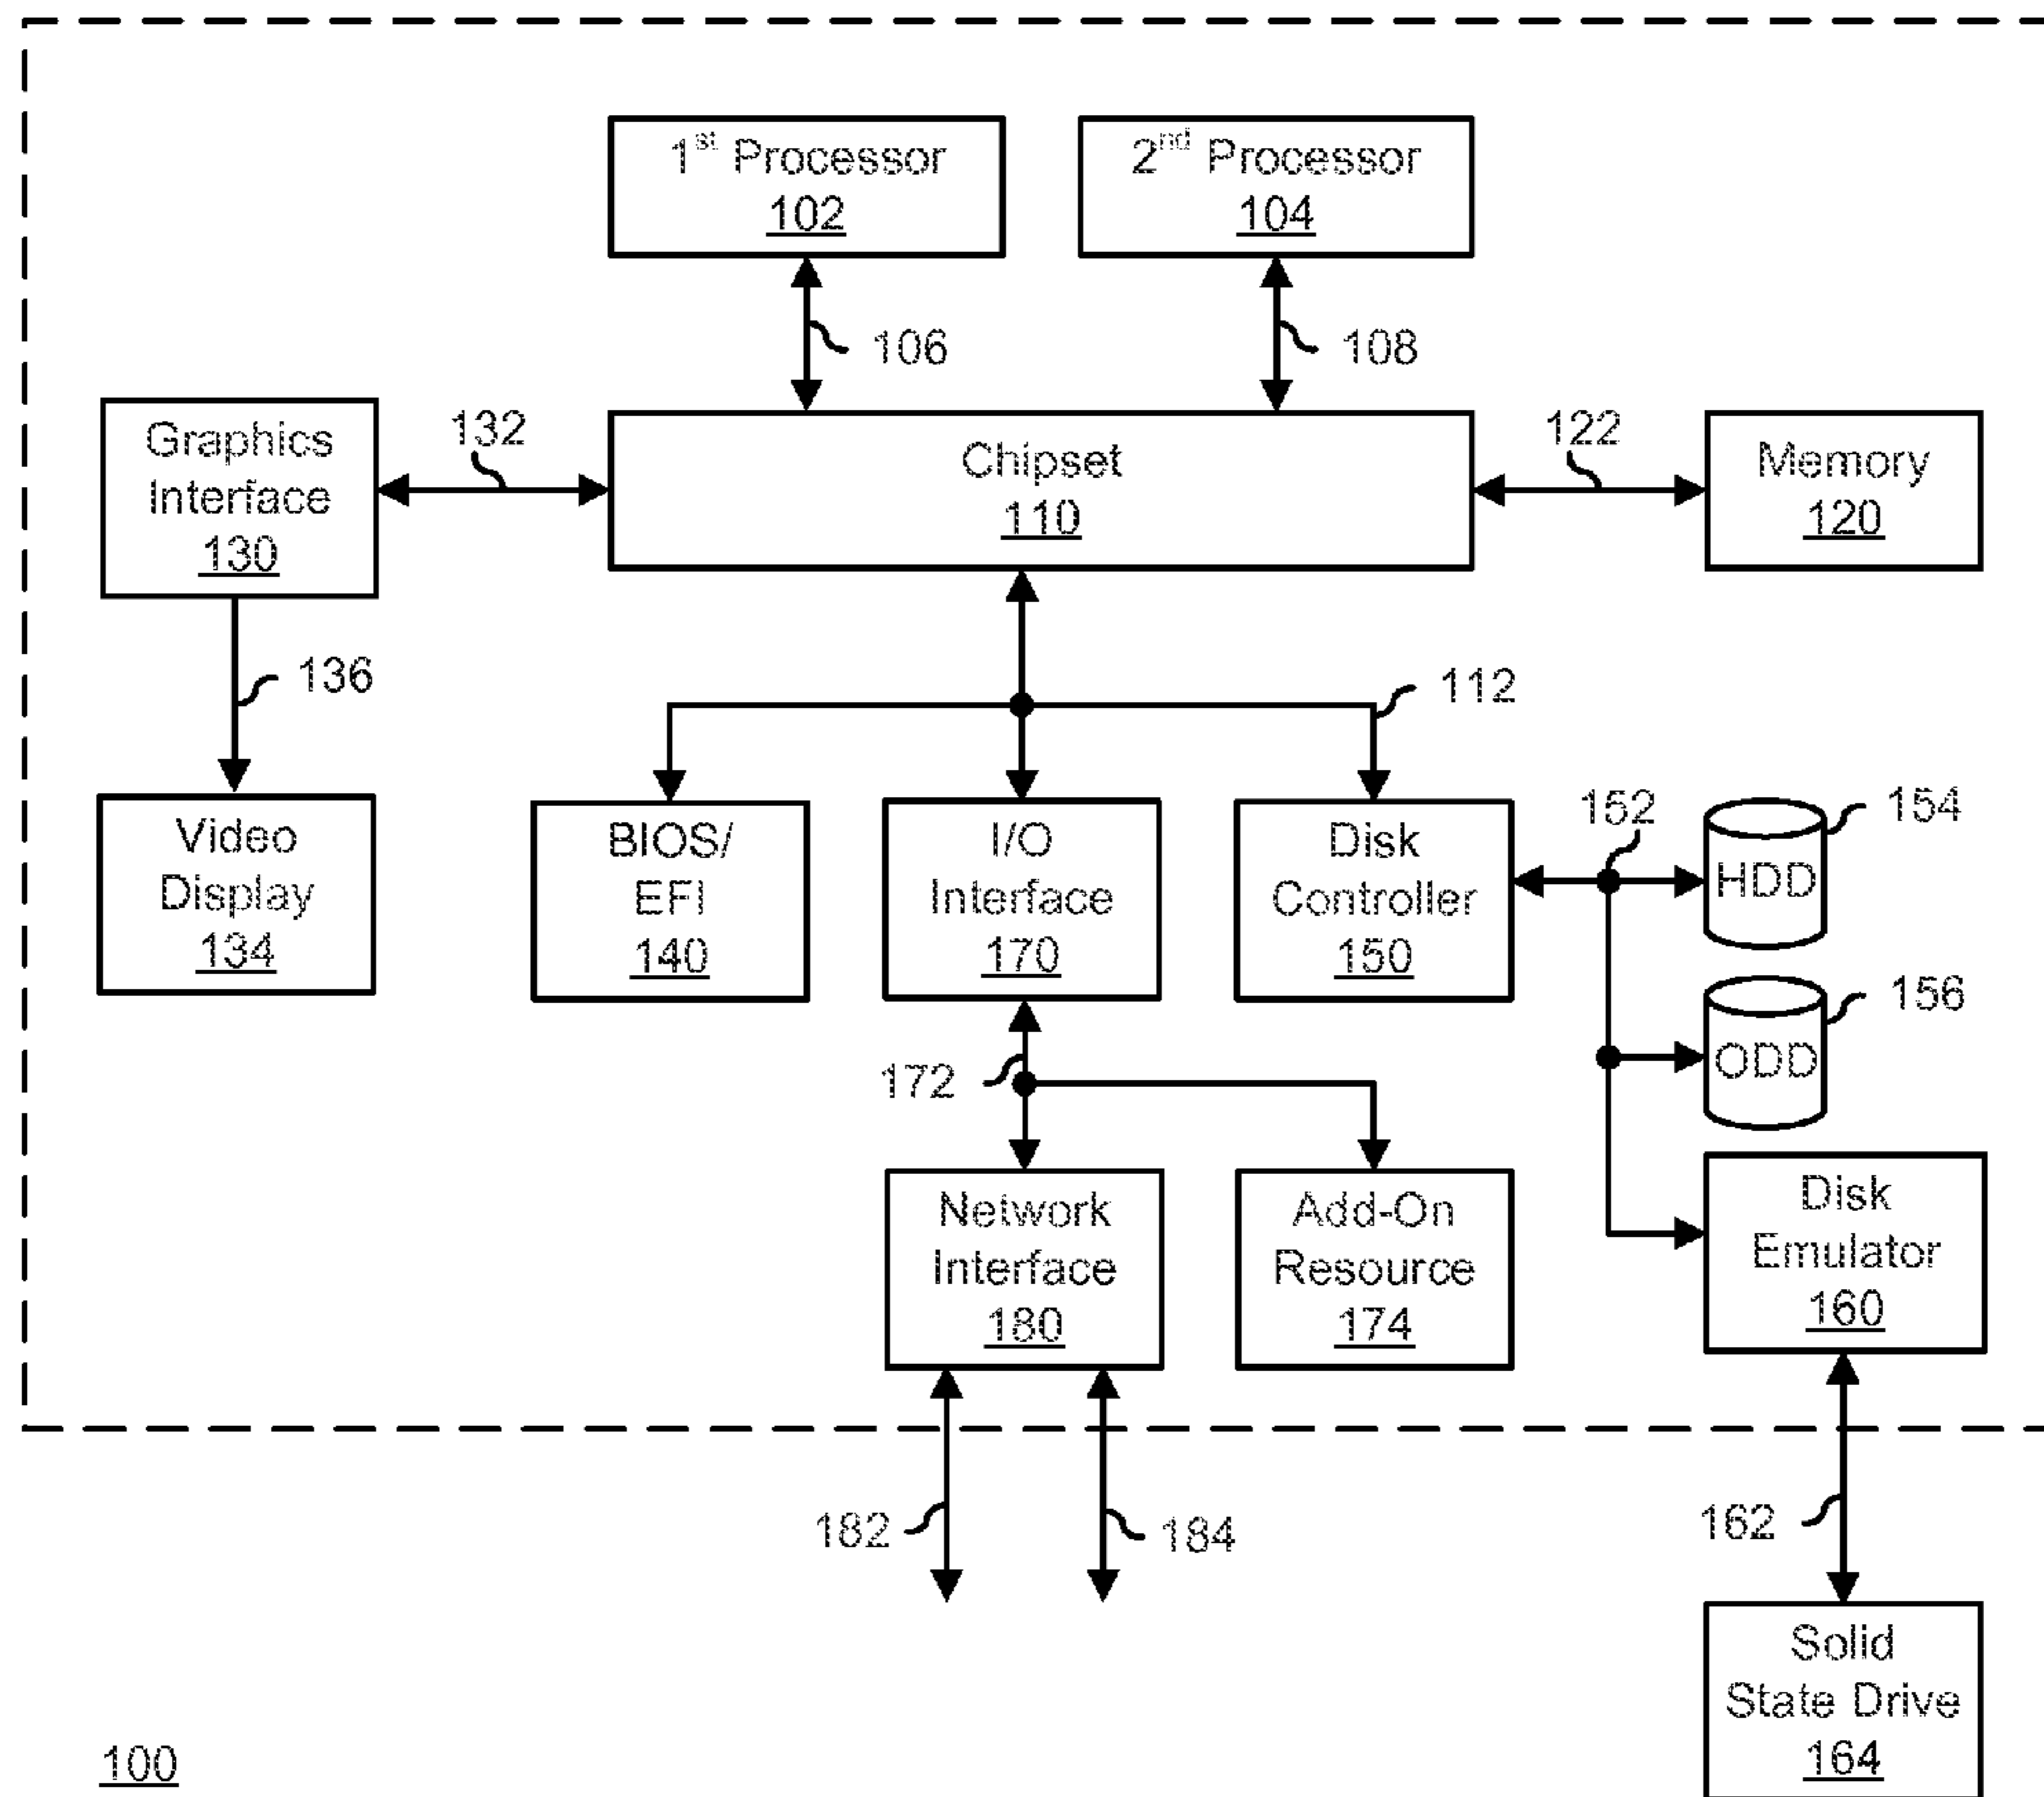 1st Processor
102
2nd Processor
104
106
108
Graphics
Interface
130
132
Chipset
110
122
Memory
120
136
112
Video
Display
134
BIOS/
EFI
140
I/O
Interface
170
Disk
Controller
150
152
154
HDD
156
ODD
172
Network
Interface
180
Add-On
Resource
174
Disk
Emulator
160
182
184
162
Solid
State Drive
164
100